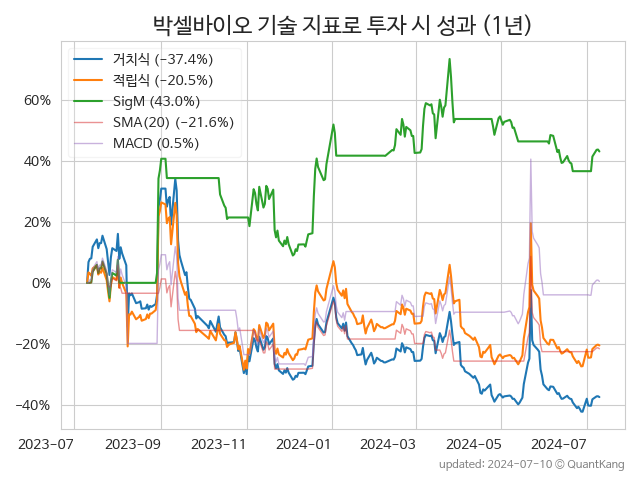 박셀바이오 기술 지표로 투자 시 성과 (1년)
거치식 (−37.4%)
적립식 (−20.5%)
SigM (43.0%)
SMA(20) (−21.6%)
MACD (0.5%)
60%
40%
20%
0%
−20%
−40%
2023-07 2023-09 2023-11 2024-01 2024-03 2024-05 2024-07
updated: 2024-07-10 © QuantKang